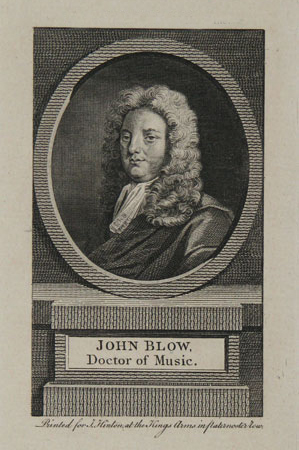 JOHN BLOW,
Doctor of Music.
Printed for J. Hinton, at the Kings Arms in Paternoster Row.